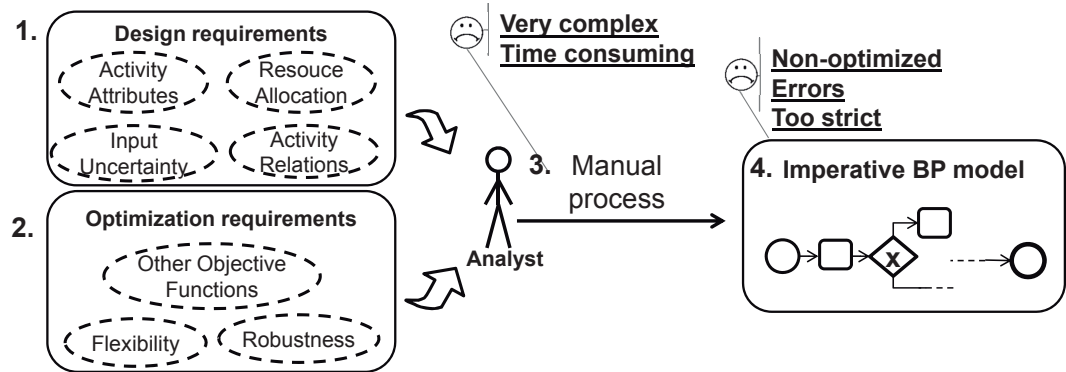 1.
Design requirements
Activity
Attributes
Resouce
Allocation
Input
Uncertainty
Activity
Relations
2.
Optimization requirements
Other Objective
Functions
Flexibility
Robustness
Analyst
Very complex
Time consuming
3. Manual
process
Non-optimized
Errors
Too strict
4. Imperative BP model
X